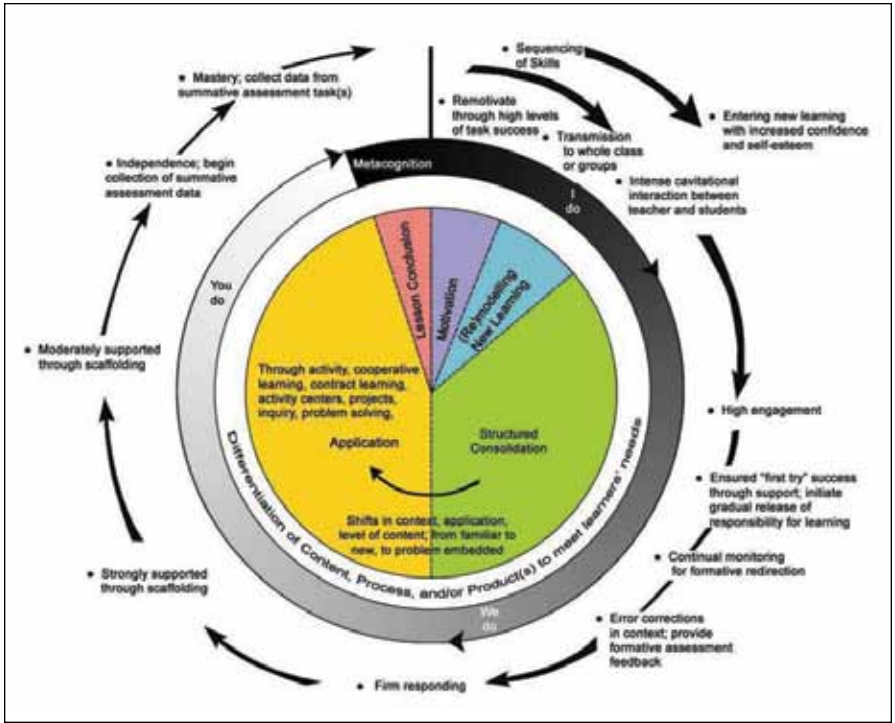 • Sequencing
of Skills
• Remotivate
through high levels
of task success
• Transmission
to whole class
or groups
• Entering new learning
with increased confidence
and self-esteem
• Intense cavitational
interaction between
teacher and students
• High engagement
• Ensured "first try" success
through support; initiate
gradual release of
responsibility for learning
• Continual monitoring
for formative redirection
• Error corrections
in context; provide
formative assessment
feedback
• Firm responding
• Strongly supported
through scaffolding
• Moderately supported
through scaffolding
• Independence; begin
collection of summative
assessment data
• Mastery; collect data from
summative assessment task(s)
Metacognition
I
do
We
do
You
do
Differentiation of Content, Process, and/or Product(s) to meet learners' needs
Lesson Conclusion
Motivation
(Re)modelling
New Learning
Structured
Consolidation
Through activity, cooperative
learning, contract learning,
activity centers, projects,
inquiry, problem solving,
Application
Shifts in context, application,
level of content; from familiar to
new, to problem embedded